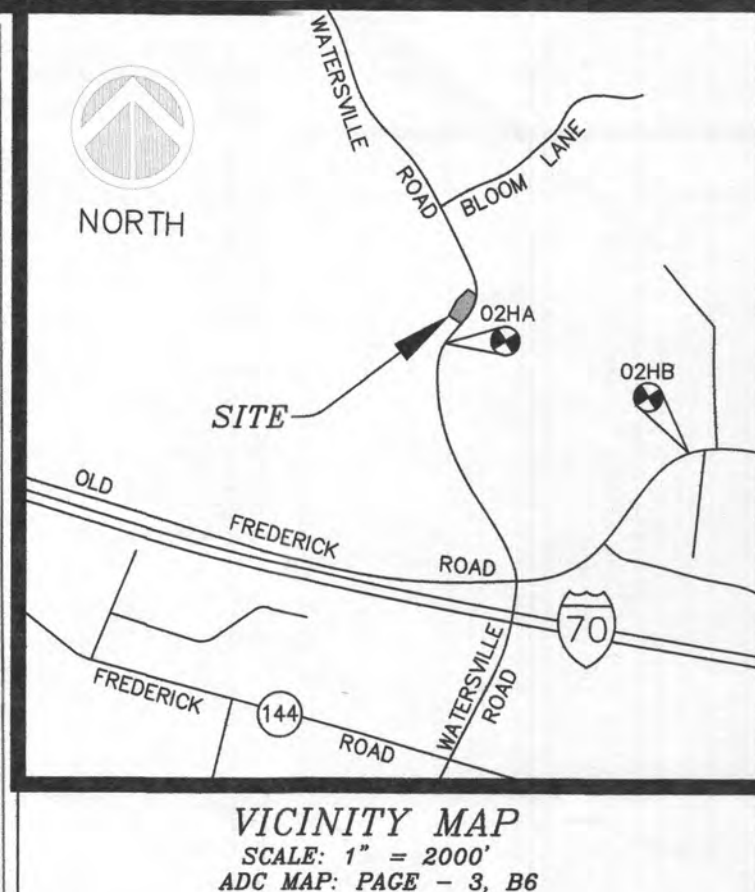 WATERSVILLE
ROAD
BLOOM LANE
NORTH
02HA
02HB
SITE
OLD
FREDERICK
ROAD
70
WATERSVILLE
ROAD
FREDERICK
144
ROAD
VICINITY MAP
SCALE: 1" = 2000'
ADC MAP: PAGE - 3, B6